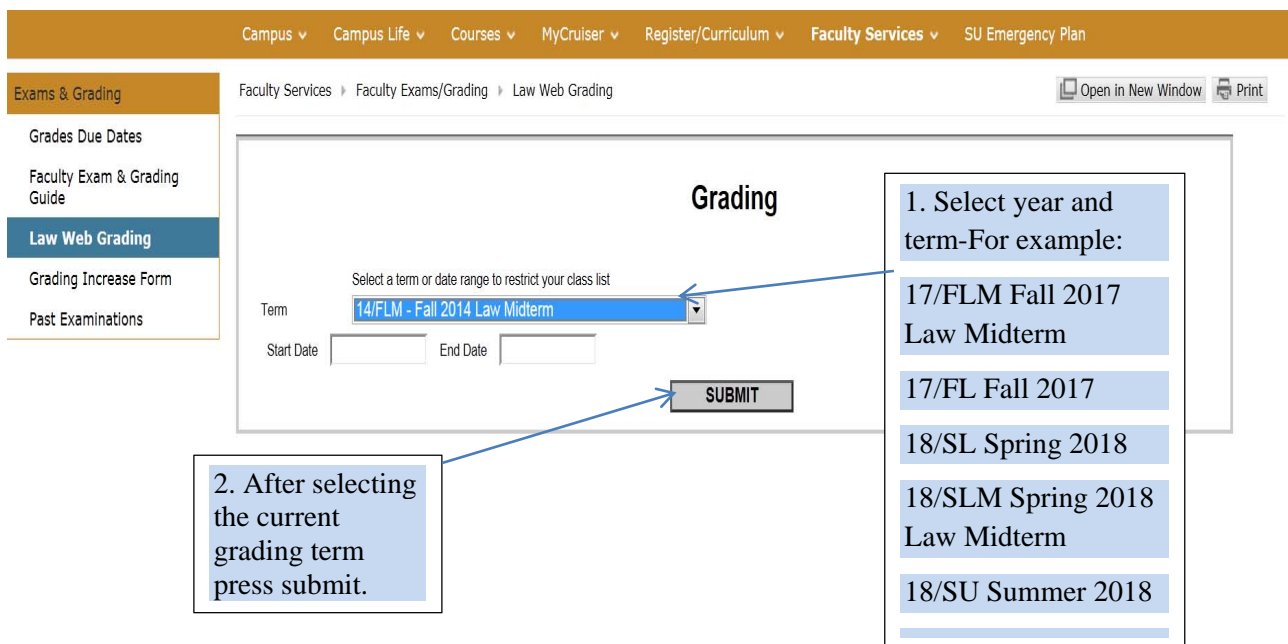 Campus Campus Life Courses MyCruiser Register/Curriculum Faculty Services SU Emergency Plan
Exams & Grading
Grades Due Dates
Faculty Exam & Grading
Guide
Law Web Grading
Grading Increase Form
Past Examinations
Faculty Services Faculty Exams/Grading Law Web Grading
Open in New Window Print
Grading
Select a term or date range to restrict your class list
Term 14/FLM - Fall 2014 Law Midterm
Start Date End Date
SUBMIT
1. Select year and
term-For example:
17/FLM Fall 2017
Law Midterm
17/FL Fall 2017
18/SL Spring 2018
18/SLM Spring 2018
Law Midterm
18/SU Summer 2018
2. After selecting
the current
grading term
press submit.